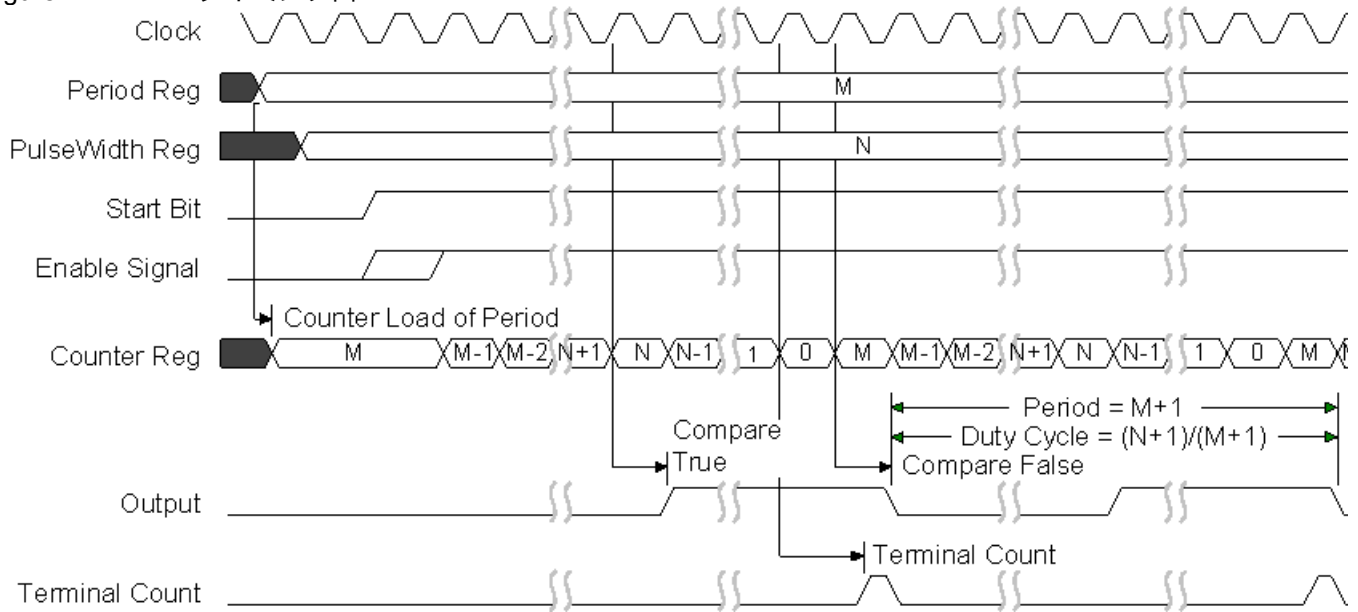 Clock
Period Reg M
PulseWidth Reg N
Start Bit
Enable Signal
Counter Load of Period
Counter Reg M M-1 M-2 N+1 N N-1 1 0 M M-1 M-2 N+1 N N-1 1 0 M
Period = M+1
Compare
Duty Cycle = (N+1)/(M+1)
True
Compare False
Output
Terminal Count
Terminal Count